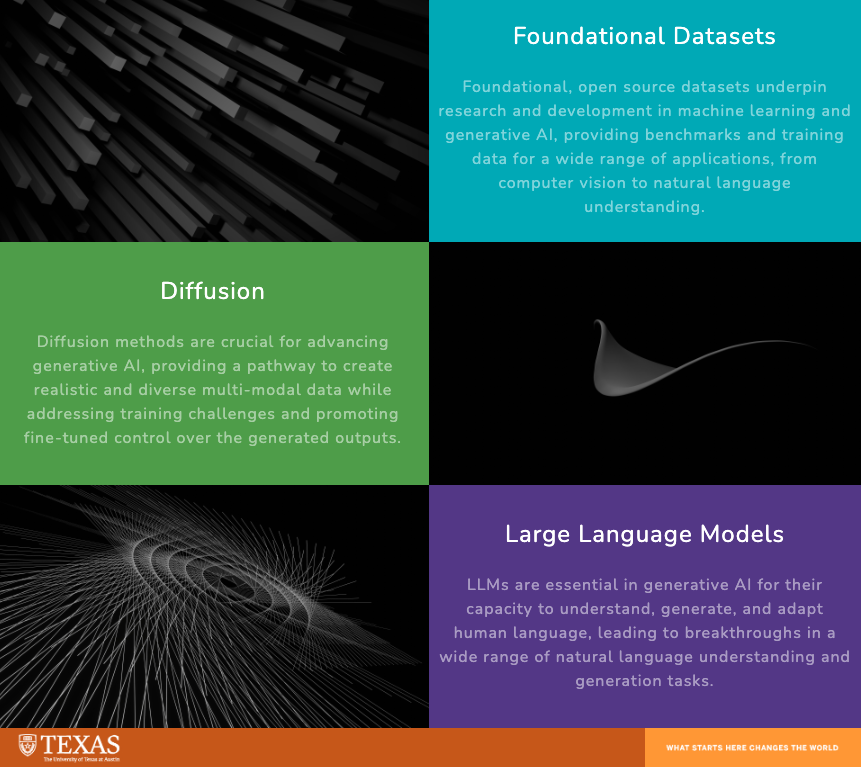 Foundational Datasets
Foundational, open source datasets underpin
research and development in machine learning and
generative AI, providing benchmarks and training
data for a wide range of applications, from
computer vision to natural language
understanding.
Diffusion
Diffusion methods are crucial for advancing
generative AI, providing a pathway to create
realistic and diverse multi-modal data while
addressing training challenges and promoting
fine-tuned control over the generated outputs.
Large Language Models
LLMs are essential in generative AI for their
capacity to understand, generate, and adapt
human language, leading to breakthroughs in a
wide range of natural language understanding and
generation tasks.
TEXAS
The University of Texas at Austin
WHAT STARTS HERE CHANGES THE WORLD